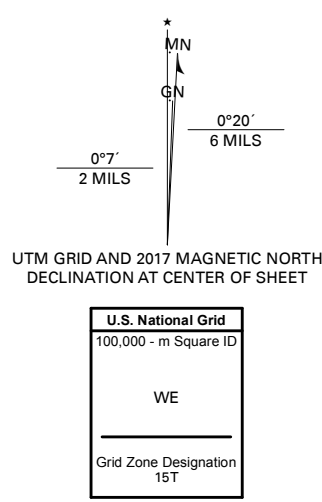 ★
MN
GN
0°20´
6 MILS
0°7´
2 MILS
UTM GRID AND 2017 MAGNETIC NORTH
DECLINATION AT CENTER OF SHEET
U.S. National Grid
100,000 - m Square ID
WE
Grid Zone Designation
15T